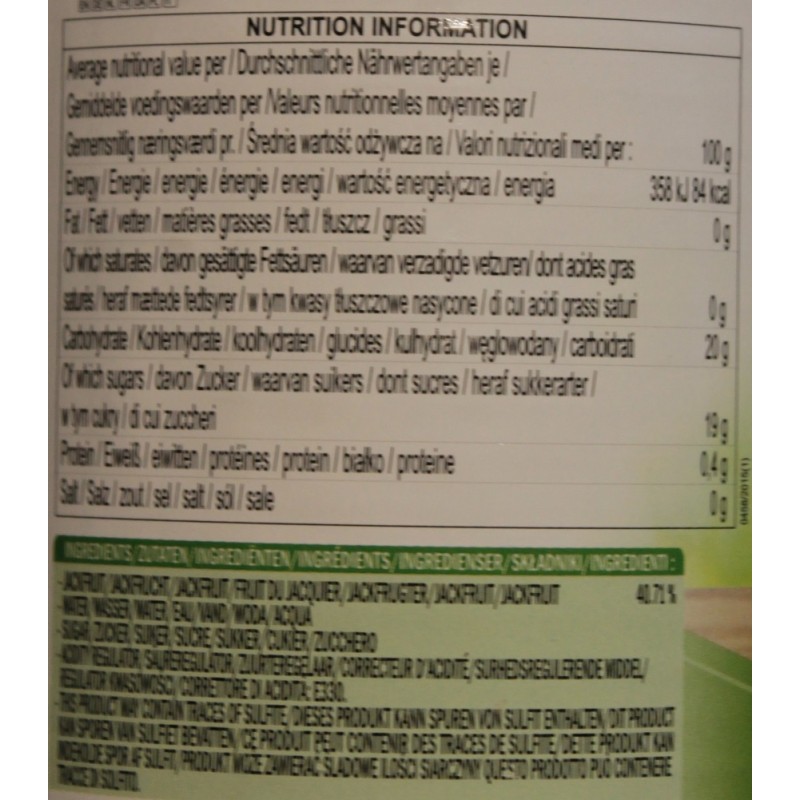 NUTRITION INFORMATION
Average nutritional value per / Durchschnittliche Nährwertangaben je /
Gemiddelde voedingswaarden per /Valeurs nutritionnelles moyennes par /
Gennemsnitlig næringsværdi pr. / Średnia wartość odżywcza na / Valori nutrizionali medi per : 100 g
Energy / Energie / energie / énergie / energi / wartość energetyczna / energia 358 kJ 84 kcal
Fat / Fett / vetten / matières grasses / fedt / tłuszcz / grassi 0 g
Of which saturates / davon gesättigte Fettsäuren / waarvan verzadigde vetzuren/ dont acides gras
saturés / heraf mættede fedtsyrer / w tym kwasy tłuszczowe nasycone / di cui acidi grassi saturi 0 g
Carbohydrate / Kohlenhydrate / koolhydraten / glucides / kulhydrat / węglowodany / carboidrati 20 g
Of which sugars / davon Zucker / waarvan suikers / dont sucres / heraf sukkerarter /
w tym cukry / di cui zuccheri 19 g
Protein / Eiweiß / eiwitten / protéines / protein / białko / proteine 0,4 g
Salt / Salz / zout / sel / salt / sól / sale 0 g
0458/2015(1)
INGREDIENTS / ZUTATEN / INGREDIËNTEN / INGRÉDIENTS / INGREDIENSER / SKŁADNIKI / INGREDIENTI :
- JACKFRUIT/ JACKFRUCHT/ JACKFRUIT/ FRUIT DU JACQUIER/ JACKFRUGTER/ JACKFRUIT/ JACKFRUIT 40.71 %
- WATER/ WASSER/ WATER/ EAU/ VAND/ WODA/ ACQUA
- SUGAR/ ZUCKER/ SUIKER/ SUCRE/ SUKKER/ CUKIER/ ZUCCHERO
- ACIDITY REGULATOR/ SÄUREREGULATOR/ ZUURTEREGELAAR/ CORRECTEUR D'ACIDITÉ/ SURHEDSREGULERENDE MIDDEL/
REGULATOR KWASOWOŚCI/ CORRETTORE DI ACIDITÀ: E330.
- THIS PRODUCT MAY CONTAIN TRACES OF SULFITE/ DIESES PRODUKT KANN SPUREN VON SULFIT ENTHALTEN/ DIT PRODUCT
KAN SPOREN VAN SULFIET BEVATTEN/ CE PRODUIT PEUT CONTENIR DES TRACES DE SULFITE/ DETTE PRODUKT KAN
INDEHOLDE SPOR AF SULFIT/ PRODUKT MOŻE ZAWIERAĆ ŚLADOWE ILOŚCI SIARCZYNY/ QUESTO PRODOTTO PUÒ CONTENERE
TRACCE DI SOLFITO.